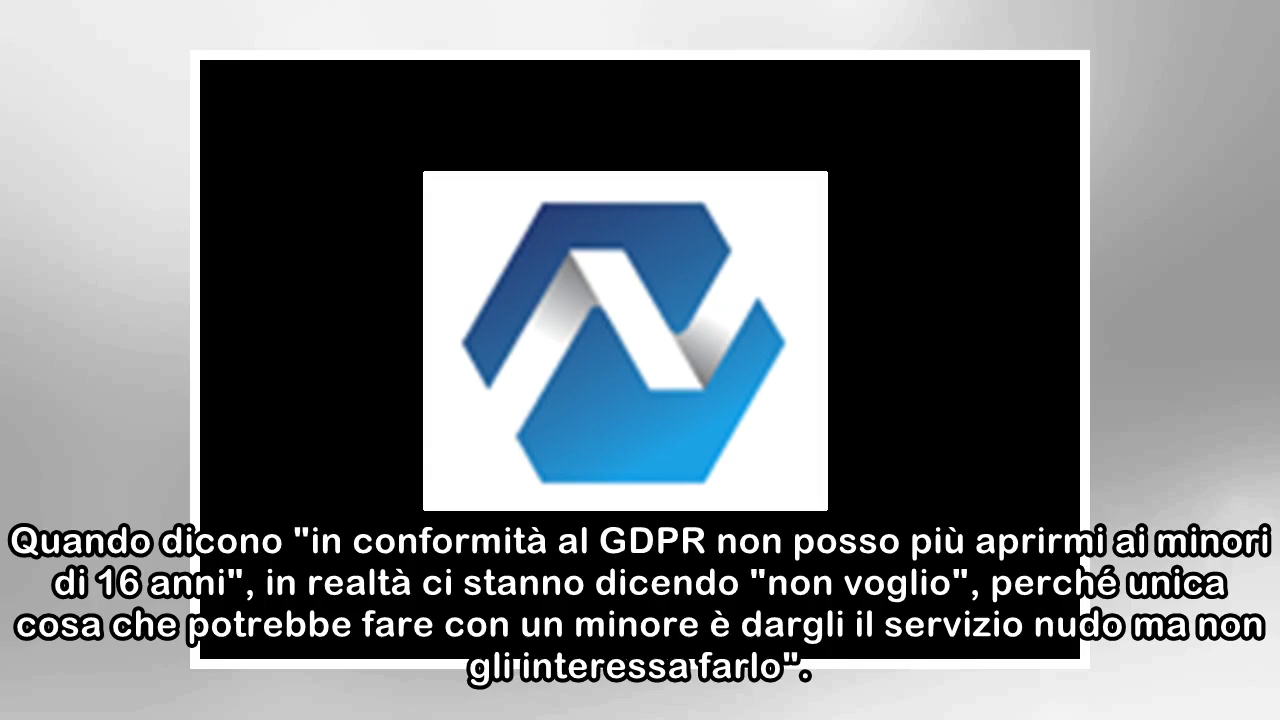 Quando dicono "in conformità al GDPR non posso più aprirmi ai minori
di 16 anni", in realtà ci stanno dicendo "non voglio", perché unica
cosa che potrebbe fare con un minore è dargli il servizio nudo ma non
gli interessa farlo".